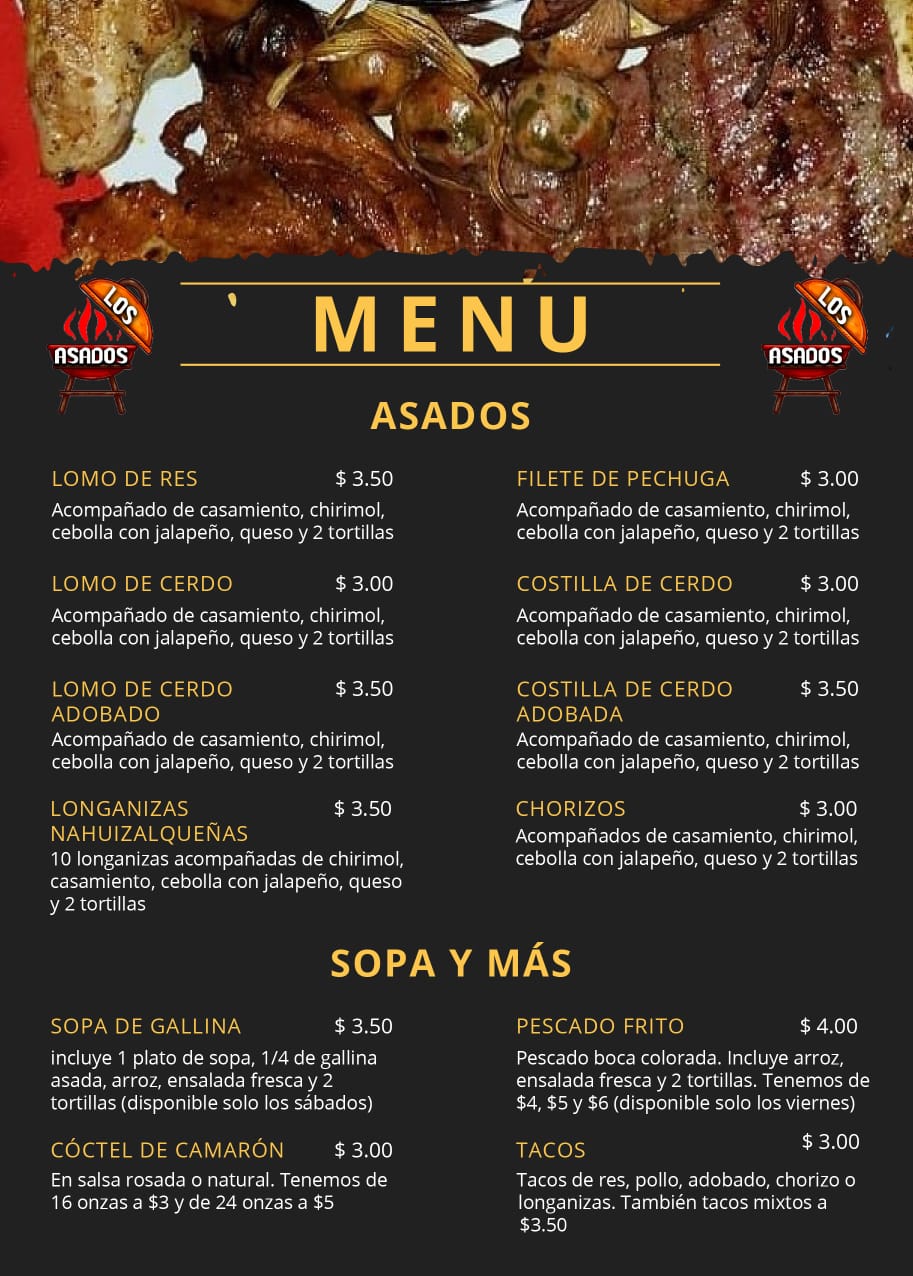 LOS
ASADOS
MENU
LOS
ASADOS
ASADOS
LOMO DE RES $ 3.50
Acompañado de casamiento, chirimol,
cebolla con jalapeño, queso y 2 tortillas
FILETE DE PECHUGA $ 3.00
Acompañado de casamiento, chirimol,
cebolla con jalapeño, queso y 2 tortillas
LOMO DE CERDO $ 3.00
Acompañado de casamiento, chirimol,
cebolla con jalapeño, queso y 2 tortillas
COSTILLA DE CERDO $ 3.00
Acompañado de casamiento, chirimol,
cebolla con jalapeño, queso y 2 tortillas
LOMO DE CERDO $ 3.50
ADOBADO
Acompañado de casamiento, chirimol,
cebolla con jalapeño, queso y 2 tortillas
COSTILLA DE CERDO $ 3.50
ADOBADA
Acompañado de casamiento, chirimol,
cebolla con jalapeño, queso y 2 tortillas
LONGANIZAS $ 3.50
NAHUIZALQUEÑAS
10 longanizas acompañadas de chirimol,
casamiento, cebolla con jalapeño, queso
y 2 tortillas
CHORIZOS $ 3.00
Acompañados de casamiento, chirimol,
cebolla con jalapeño, queso y 2 tortillas
SOPA Y MÁS
SOPA DE GALLINA $ 3.50
incluye 1 plato de sopa, 1/4 de gallina
asada, arroz, ensalada fresca y 2
tortillas (disponible solo los sábados)
PESCADO FRITO $ 4.00
Pescado boca colorada. Incluye arroz,
ensalada fresca y 2 tortillas. Tenemos de
$4, $5 y $6 (disponible solo los viernes)
CÓCTEL DE CAMARÓN $ 3.00
En salsa rosada o natural. Tenemos de
16 onzas a $3 y de 24 onzas a $5
TACOS $ 3.00
Tacos de res, pollo, adobado, chorizo o
longanizas. También tacos mixtos a
$3.50